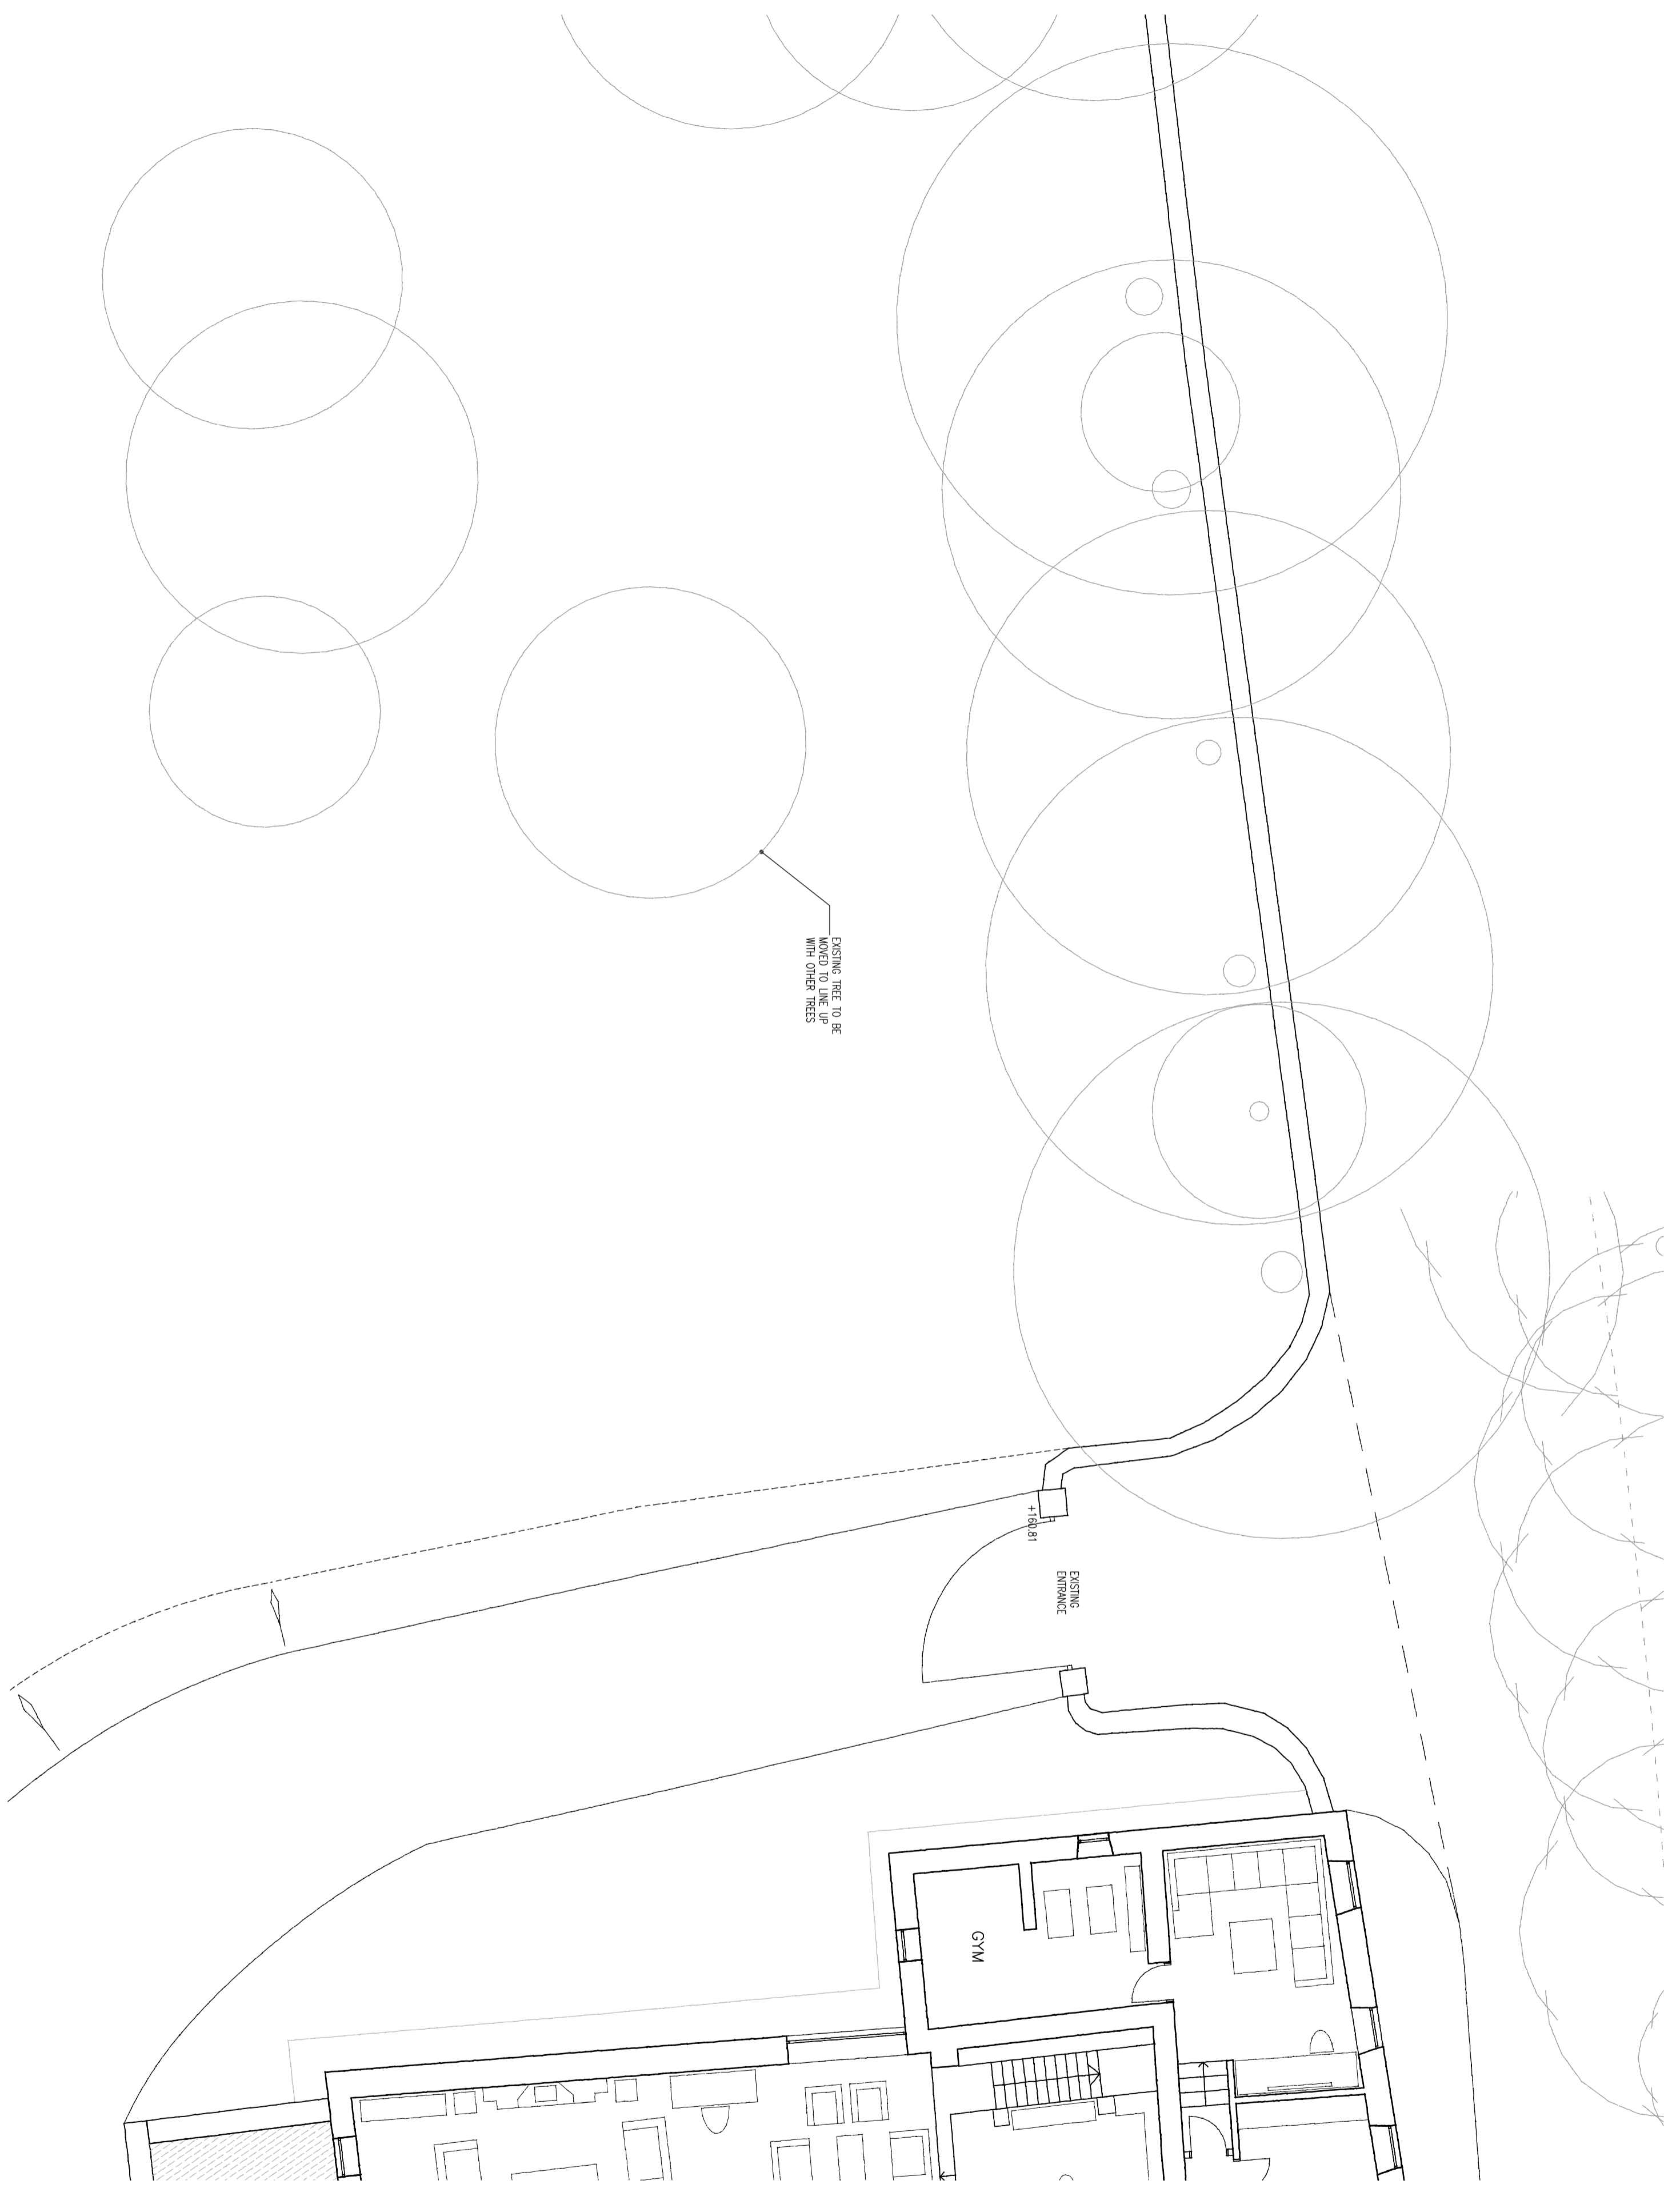 EXISTING TREE TO BE
MOVED TO LINE UP
WITH OTHER TREES
+160.81
EXISTING
ENTRANCE
GYM